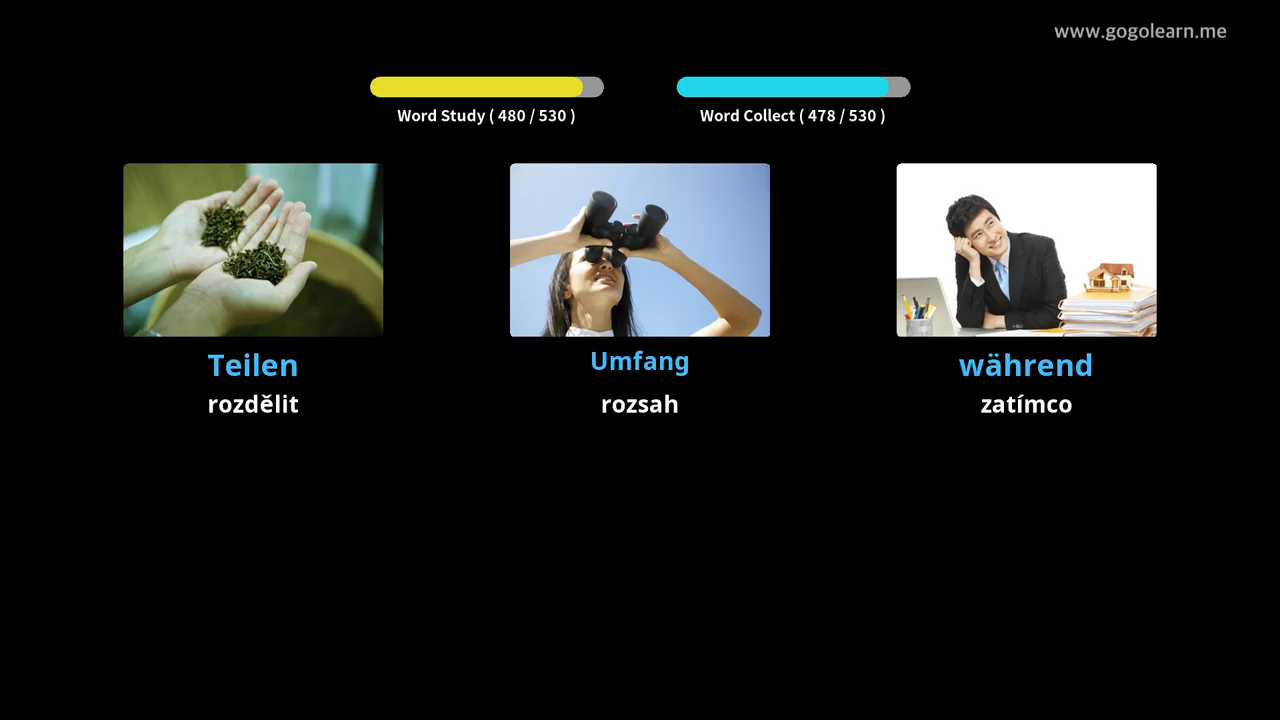 www.gogolearn.me
Word Study ( 480 / 530 )
Word Collect ( 478 / 530 )
Teilen
rozdělit
Umfang
rozsah
während
zatímco